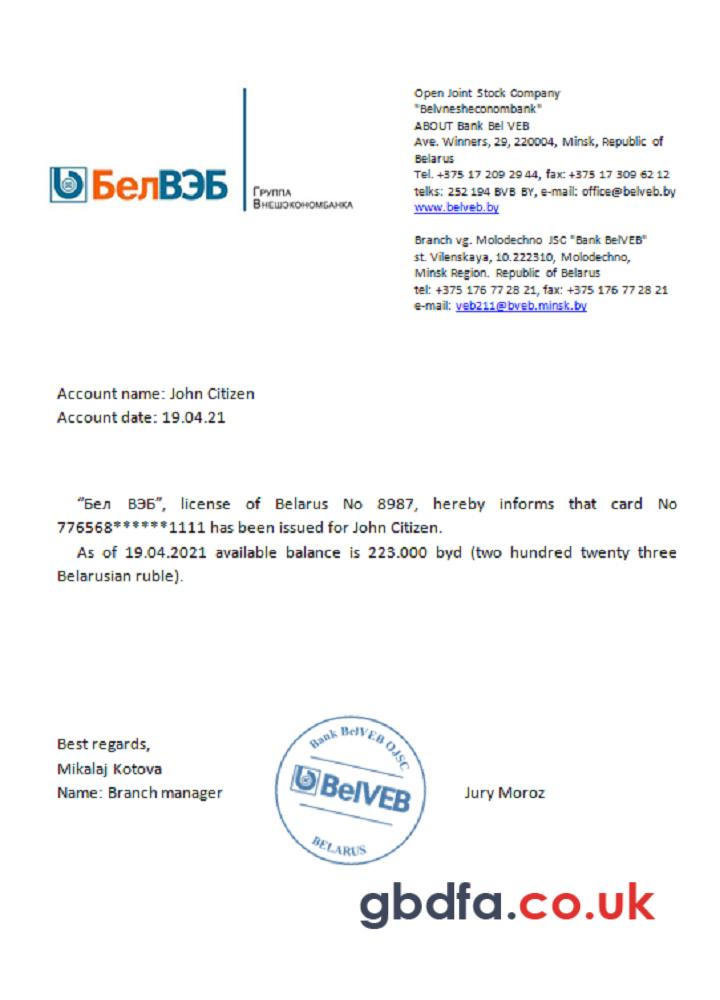 БелВЭБ
Группа
Внешэкономбанка
Open Joint Stock Company
"Belvnesheconombank"
ABOUT Bank Bel VEB
Ave. Winners, 29, 220004, Minsk, Republic of
Belarus
Tel. +375 17 209 29 44, fax: +375 17 309 62 12
telks: 252 194 BVB BY, e-mail: office@belveb.by
www.belveb.by
Branch vg. Molodechno JSC "Bank BelVEB"
st. Vilenskaya, 10.222310, Molodechno,
Minsk Region. Republic of Belarus
tel: +375 176 77 28 21, fax: +375 176 77 28 21
e-mail: veb211@bveb.minsk.by
Account name: John Citizen
Account date: 19.04.21
“Бел ВЭБ”, license of Belarus No 8987, hereby informs that card No
776568******1111 has been issued for John Citizen.
As of 19.04.2021 available balance is 223.000 byd (two hundred twenty three
Belarusian ruble).
Best regards,
Mikalaj Kotova
Name: Branch manager
Bank BelVEB OJSC
BelVEB
BELARUS
Jury Moroz
gbdfa.co.uk